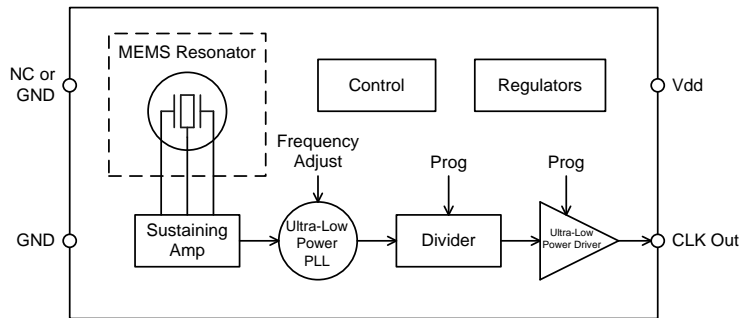 MEMS Resonator
NC or
GND
Control
Regulators
Vdd
Frequency
Adjust
Prog
Prog
GND
Sustaining
Amp
Ultra-Low
Power
PLL
Divider
Ultra-Low
Power Driver
CLK Out